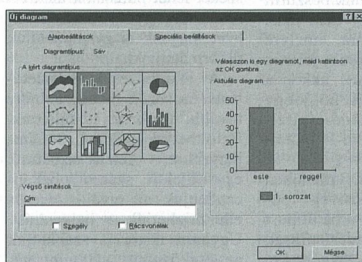 Új diagram
Alapbeállítások
Speciális beállítások
Diagramtípus: Sáv
A kért diagramtípus
Válasszon ki egy diagramot, majd kattintson
az OK gombra.
Aktuális diagram
50
40
30
20
10
0
este
reggel
1. sorozat
Végső simítások
Cím
Szegély
Rácsvonalak
OK
Mégse